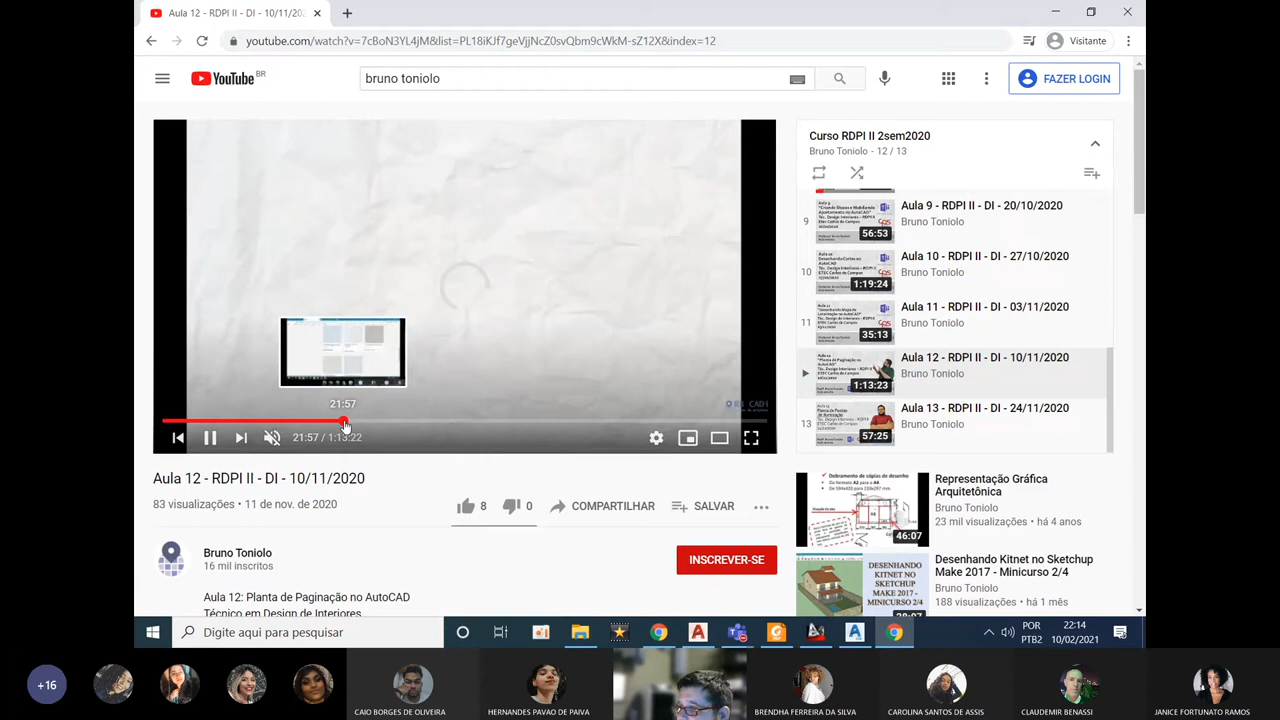 Aula 12 - RDPI II - DI - 10/11/202
youtube.com/watch?v=7cBoN3YL4jM&list=PL18iKJf7geVjjNcZ0svQbm9cWkM-sZ12X&index=12
Visitante
YouTube BR
bruno toniolo
FAZER LOGIN
Curso RDPI II 2sem2020
Bruno Toniolo - 12 / 13
9
56:53
Aula 9 - RDPI II - DI - 20/10/2020
Bruno Toniolo
10
1:19:24
Aula 10 - RDPI II - DI - 27/10/2020
Bruno Toniolo
11
35:13
Aula 11 - RDPI II - DI - 03/11/2020
Bruno Toniolo
1:13:23
Aula 12 - RDPI II - DI - 10/11/2020
Bruno Toniolo
13
57:25
Aula 13 - RDPI II - DI - 24/11/2020
Bruno Toniolo
21:57
21:57 / 1:13:22
Aula 12 - RDPI II - DI - 10/11/2020
83 visualizações • 11 de nov. de 2020
8
0
COMPARTILHAR
SALVAR
Bruno Toniolo
16 mil inscritos
INSCREVER-SE
Aula 12: Planta de Paginação no AutoCAD
Técnico em Design de Interiores
46:07
Representação Gráfica
Arquitetônica
Bruno Toniolo
23 mil visualizações • há 4 anos
DESENHANDO
KITNET NO
SKETCHUP
MAKE 2017 -
MINICURSO 2/4
Desenhando Kitnet no Sketchup
Make 2017 - Minicurso 2/4
Bruno Toniolo
188 visualizações • há 1 mês
Digite aqui para pesquisar
POR
PTB2
22:14
10/02/2021
+16
CAIO BORGES DE OLIVEIRA
HERNANDES PAVAO DE PAIVA
BRENDHA FERREIRA DA SILVA
CAROLINA SANTOS DE ASSIS
CLAUDEMIR BENASSI
JANICE FORTUNATO RAMOS